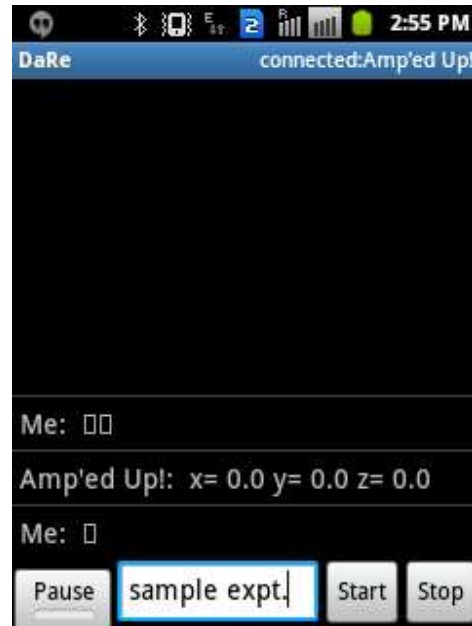 E R 2 2:55 PM
DaRe connected:Amp'ed Up!
Me: ▯▯
Amp'ed Up!: x= 0.0 y= 0.0 z= 0.0
Me: ▯
Pause sample expt. Start Stop